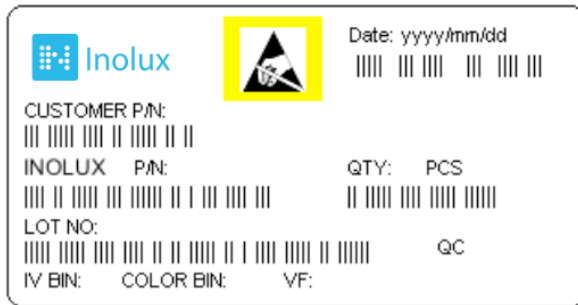 Inolux
Date: yyyy/mm/dd
CUSTOMER P/N:
INOLUX P/N: QTY: PCS
LOT NO:
QC
IV BIN: COLOR BIN: VF: